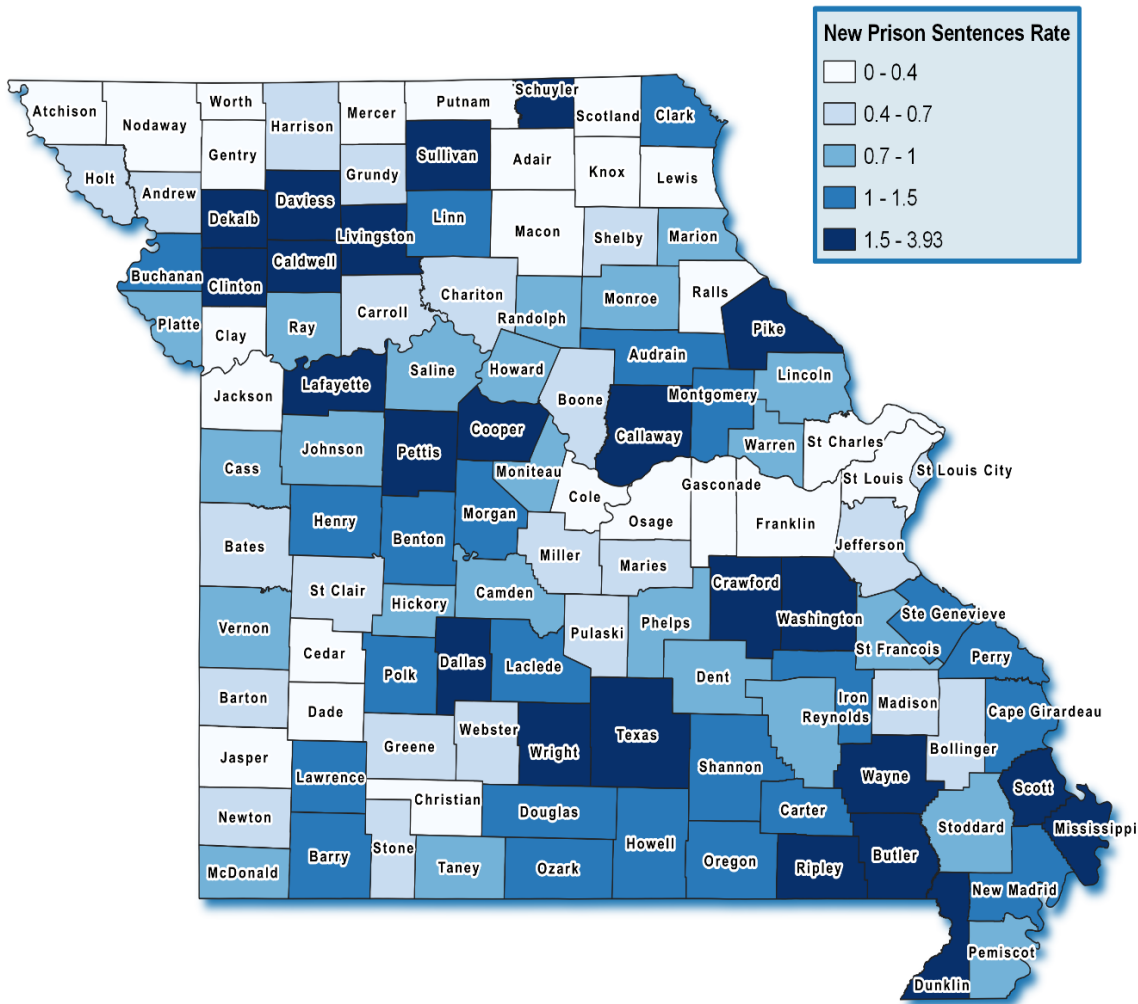 New Prison Sentences Rate
0 - 0.4
0.4 - 0.7
0.7 - 1
1 - 1.5
1.5 - 3.93
Atchison
Nodaway
Worth
Harrison
Mercer
Putnam
Schuyler
Scotland
Clark
Gentry
Sullivan
Adair
Knox
Lewis
Holt
Andrew
Grundy
Dekalb
Daviess
Livingston
Linn
Macon
Shelby
Marion
Buchanan
Clinton
Caldwell
Carroll
Chariton
Randolph
Monroe
Ralls
Pike
Platte
Clay
Ray
Saline
Howard
Audrain
Lincoln
Jackson
Lafayette
Cooper
Boone
Callaway
Montgomery
Warren
St Charles
St Louis
St Louis City
Cass
Johnson
Pettis
Moniteau
Cole
Osage
Gasconade
Franklin
Jefferson
Bates
Henry
Benton
Morgan
Miller
Maries
St Clair
Hickory
Camden
Pulaski
Phelps
Crawford
Washington
Ste Genevieve
St Francois
Perry
Vernon
Cedar
Polk
Dallas
Laclede
Dent
Iron
Reynolds
Madison
Bollinger
Cape Girardeau
Barton
Dade
Greene
Webster
Wright
Texas
Shannon
Wayne
Scott
Mississippi
Jasper
Lawrence
Christian
Douglas
Howell
Carter
Stoddard
Newton
Barry
Stone
Taney
Ozark
Oregon
Ripley
Butler
New Madrid
McDonald
Pemiscot
Dunklin